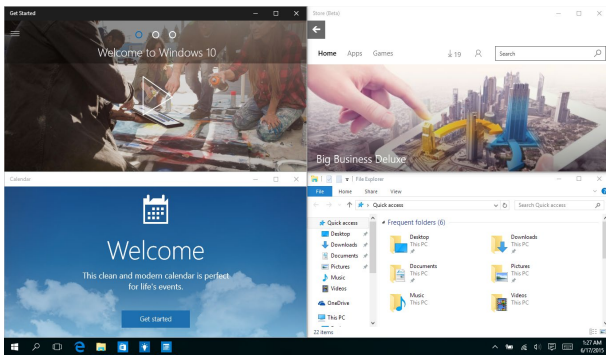 Get Started
Welcome to Windows 10
Store (Beta)
Home Apps Games 19 Search
Big Business Deluxe
Calendar
Welcome
This clean and modern calendar is perfect
for life's events.
Get started
File Explorer
File Home Share View
Quick access Search Quick access
Quick access
Desktop
Downloads
Documents
Pictures
Music
Videos
OneDrive
This PC
Frequent folders (6)
Desktop
This PC
Downloads
This PC
Documents
This PC
Pictures
This PC
Music
This PC
Videos
This PC
22 items
1:27 AM
6/17/2015